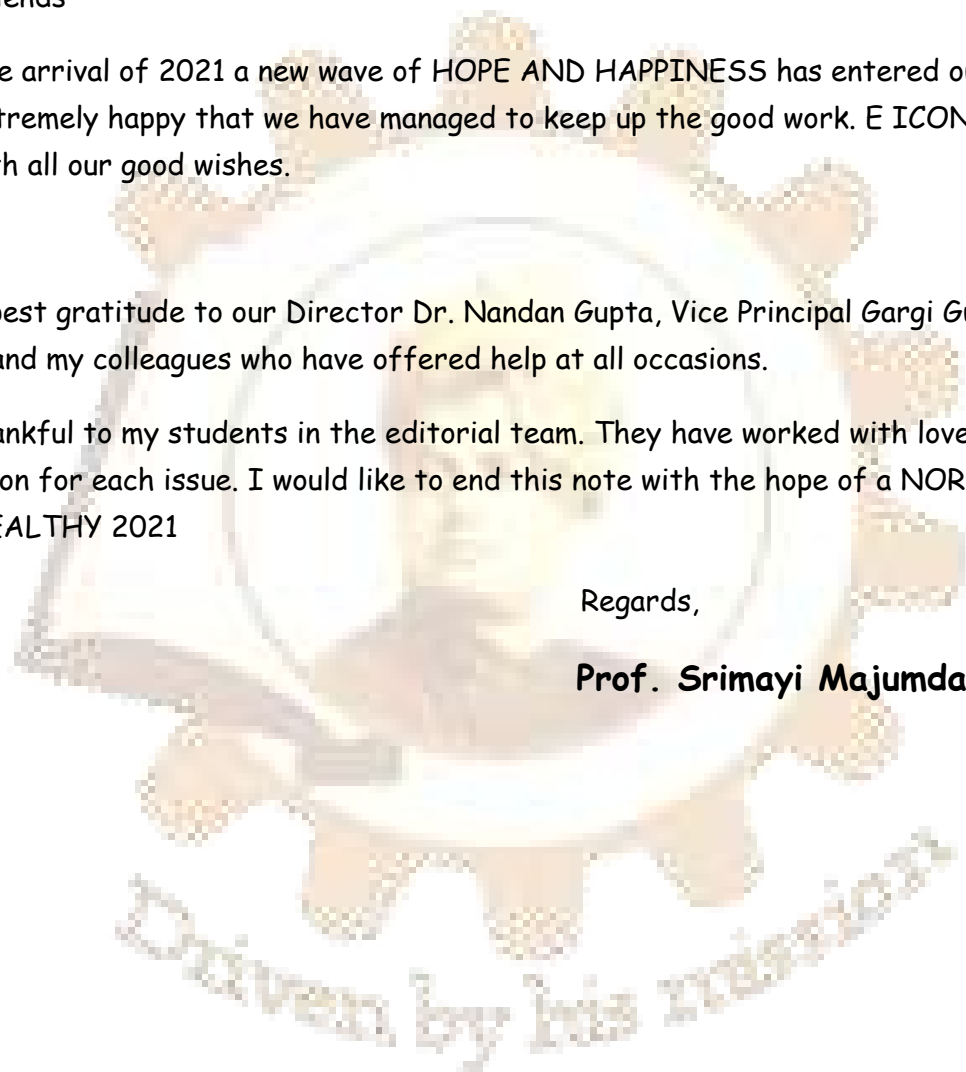 e arrival of 2021 a new wave of HOPE AND HAPPINESS has entered
tremely happy that we have managed to keep up the good work. E ICON
h all our good wishes.
est gratitude to our Director Dr. Nandan Gupta, Vice Principal Gargi
and my colleagues who have offered help at all occasions.
ankful to my students in the editorial team. They have worked with love
on for each issue. I would like to end this note with the hope of a NOR
EALTHY 2021
Regards,
Prof. Srimayi Majumda
Driven by his mission